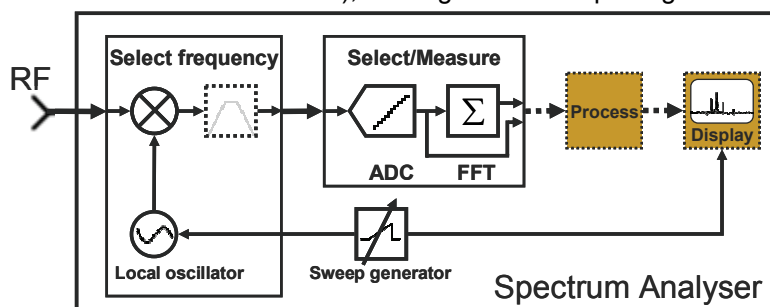 ), 
RF
Select frequency
Select/Measure
Σ
ADC
FFT
Process
Display
Local oscillator
Sweep generator
Spectrum Analyser